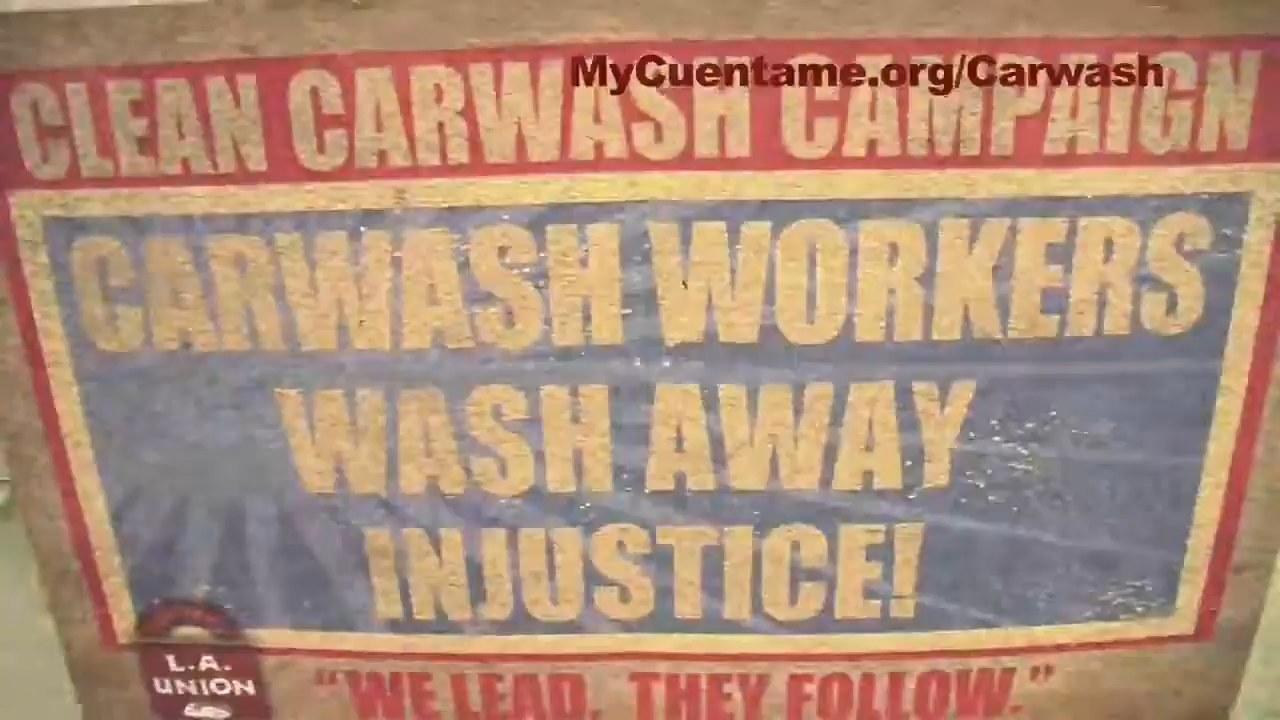 MyCuentame.org/Carwash
CLEAN CARWASH CAMPAIGN
CARWASH WORKERS
WASH AWAY
INJUSTICE!
L.A.
UNION
"WE LEAD. THEY FOLLOW."